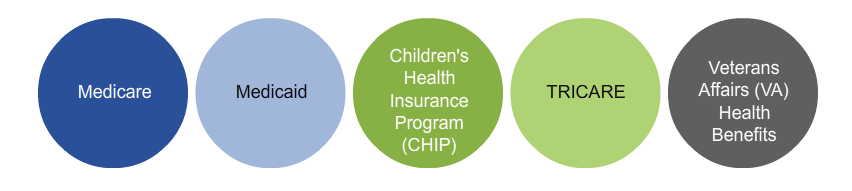 Medicare
Medicaid
Children's
Health
Insurance
Program
(CHIP)
TRICARE
Veterans
Affairs (VA)
Health
Benefits